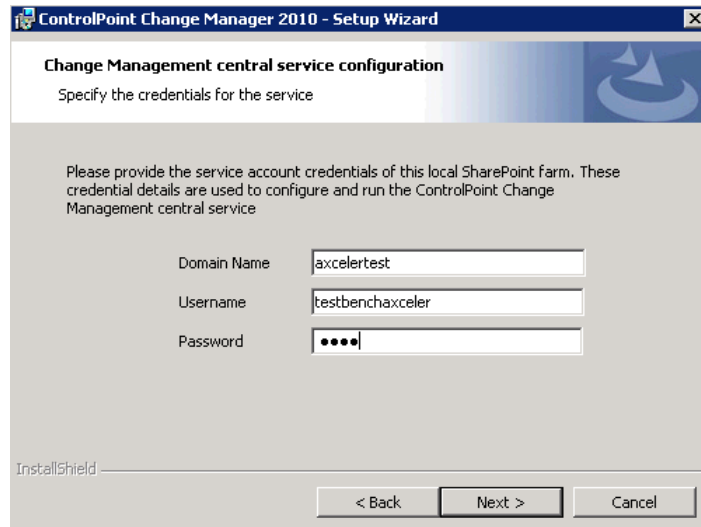 ControlPoint Change Manager 2010 - Setup Wizard
Change Management central service configuration
Specify the credentials for the service
Please provide the service account credentials of this local SharePoint farm. These
credential details are used to configure and run the ControlPoint Change
Management central service
Domain Name axcelertest
Username testbenchaxceler
Password ••••
InstallShield
< Back Next > Cancel